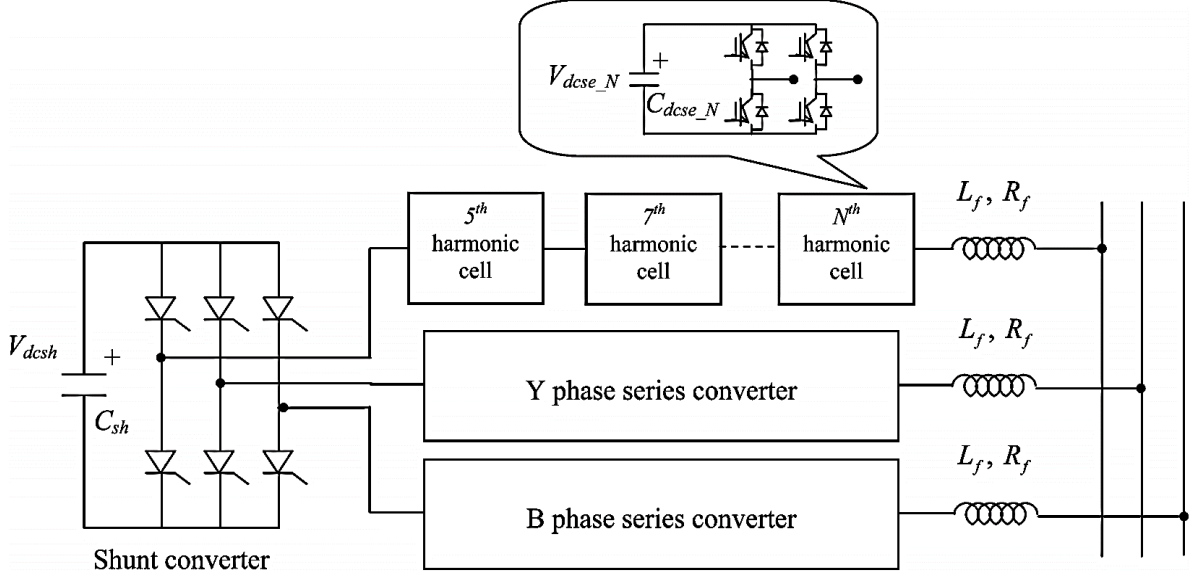 V_dcse_N
+
C_dcse_N
5th harmonic cell
7th harmonic cell
Nth harmonic cell
L_f, R_f
V_dcsh
+
C_sh
Y phase series converter
L_f, R_f
B phase series converter
L_f, R_f
Shunt converter